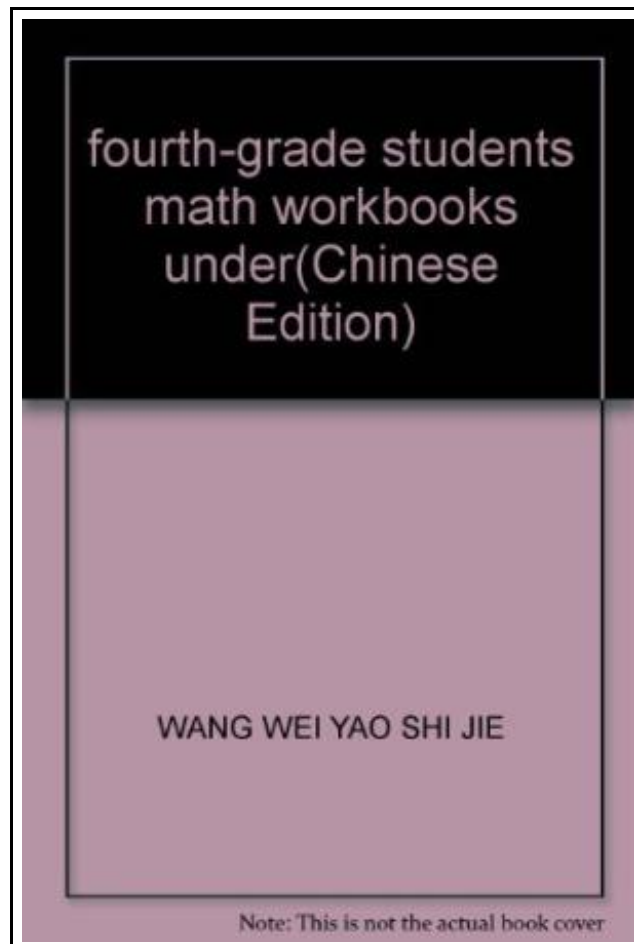 fourth-grade students
math workbooks
under(Chinese
Edition)
WANG WEI YAO SHI JIE
Note: This is not the actual book cover